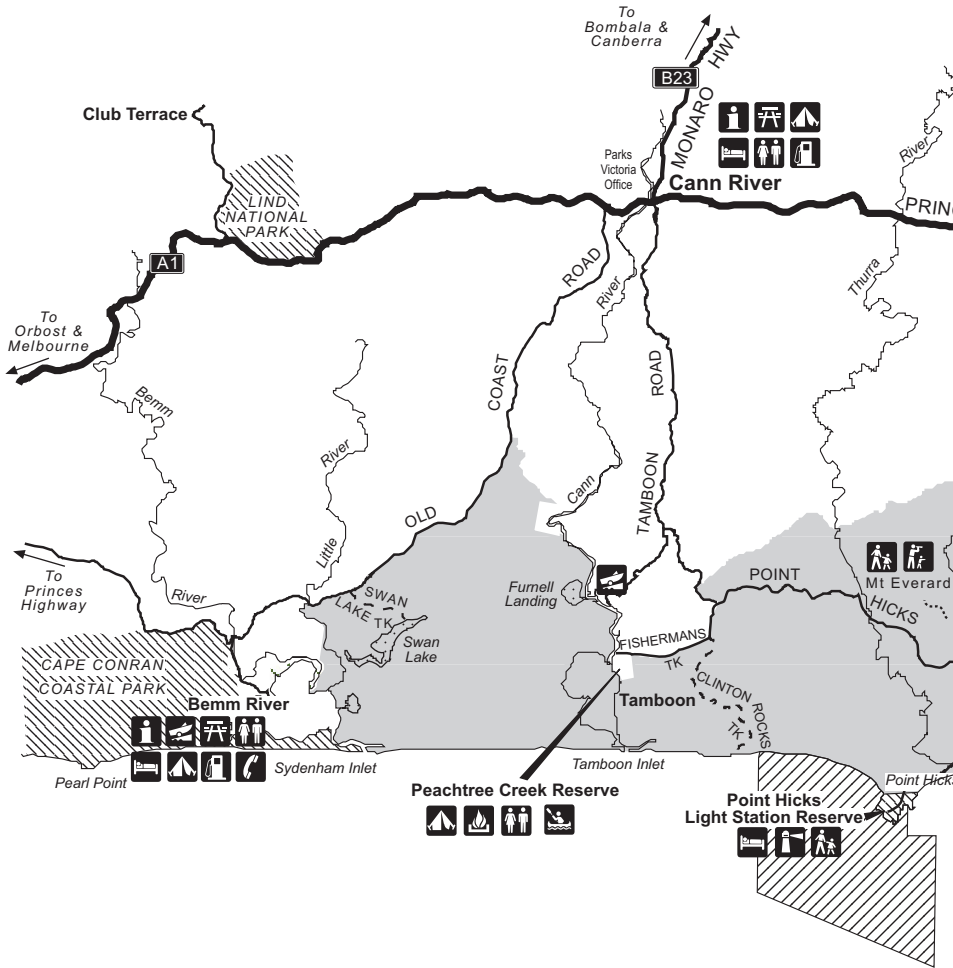 To
Bombala &
Canberra
B23
MONARO HWY
Club Terrace
Parks
Victoria
Office
Cann River
River
LIND
NATIONAL
PARK
PRINC
A1
ROAD
River
Thurra
To
Orbost &
Melbourne
COAST
ROAD
Bemm
River
Cann
TAMBOON
OLD
Little
To
Princes
Highway
River
SWAN
LAKE TK
Swan
Lake
Furnell
Landing
POINT
HICKS
Mt Everard
FISHERMANS
TK
CLINTON
ROCKS
TK
CAPE CONRAN
COASTAL PARK
Bemm River
Tamboon
Pearl Point
Sydenham Inlet
Tamboon Inlet
Peachtree Creek Reserve
Point Hicks
Point Hicks
Light Station Reserve